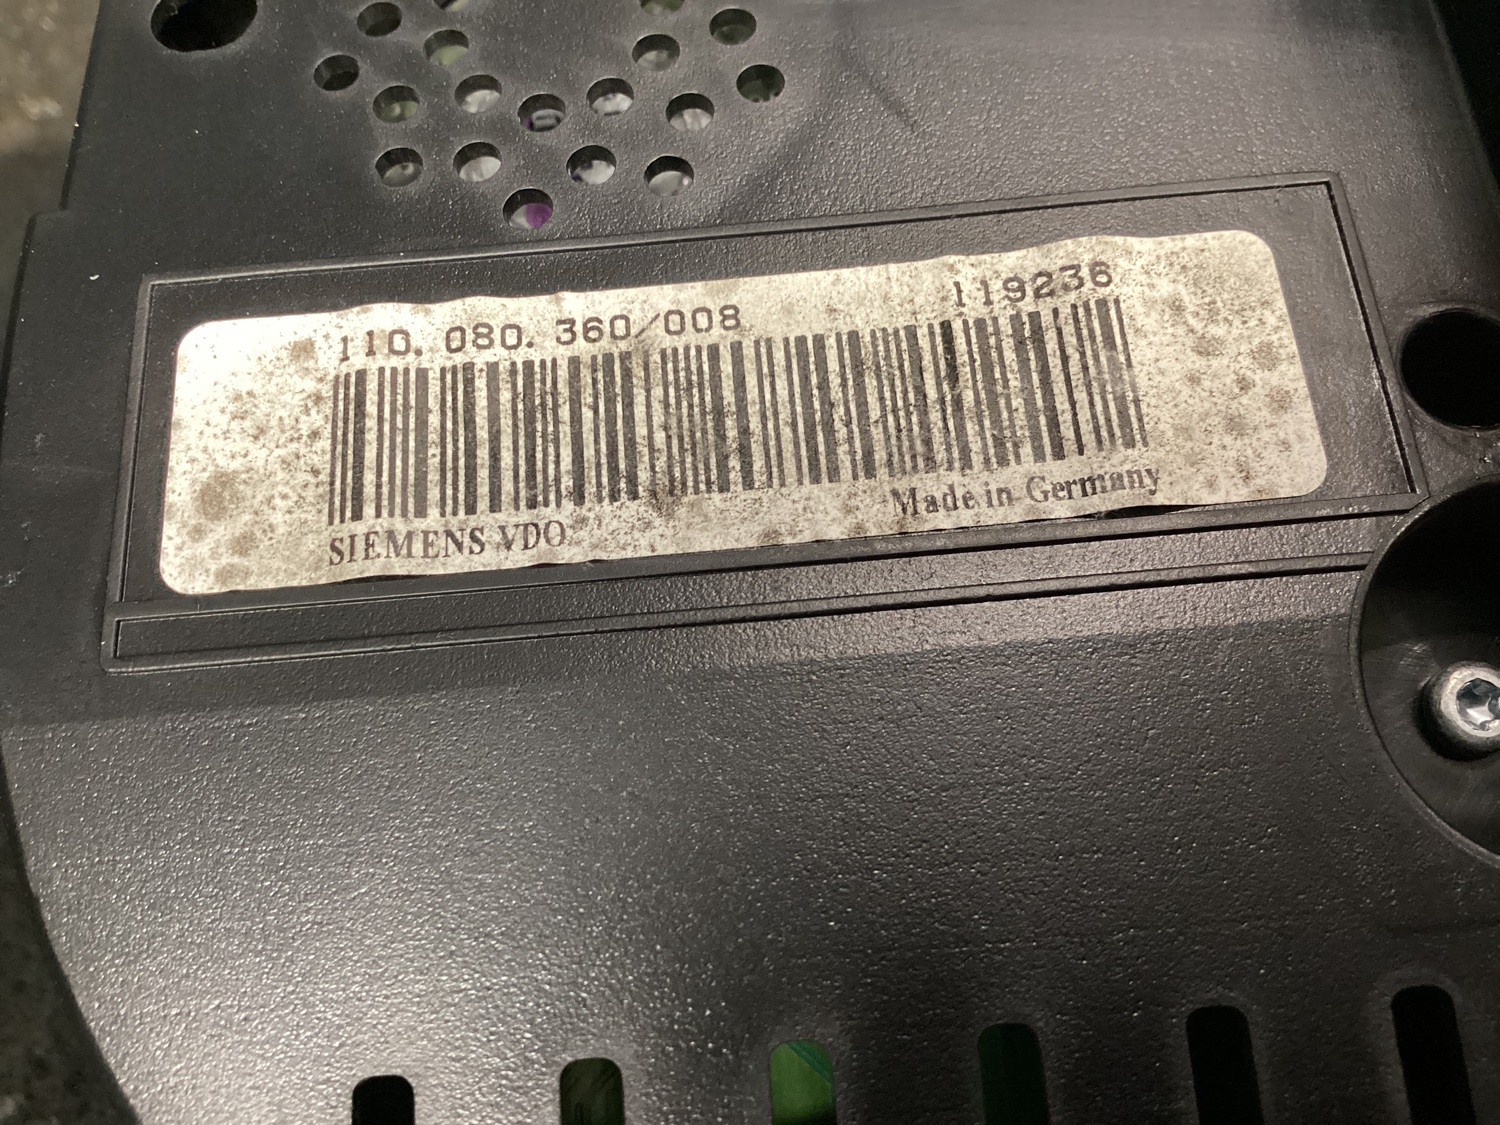 110.080.360/008 119236
SIEMENS VDO Made in Germany